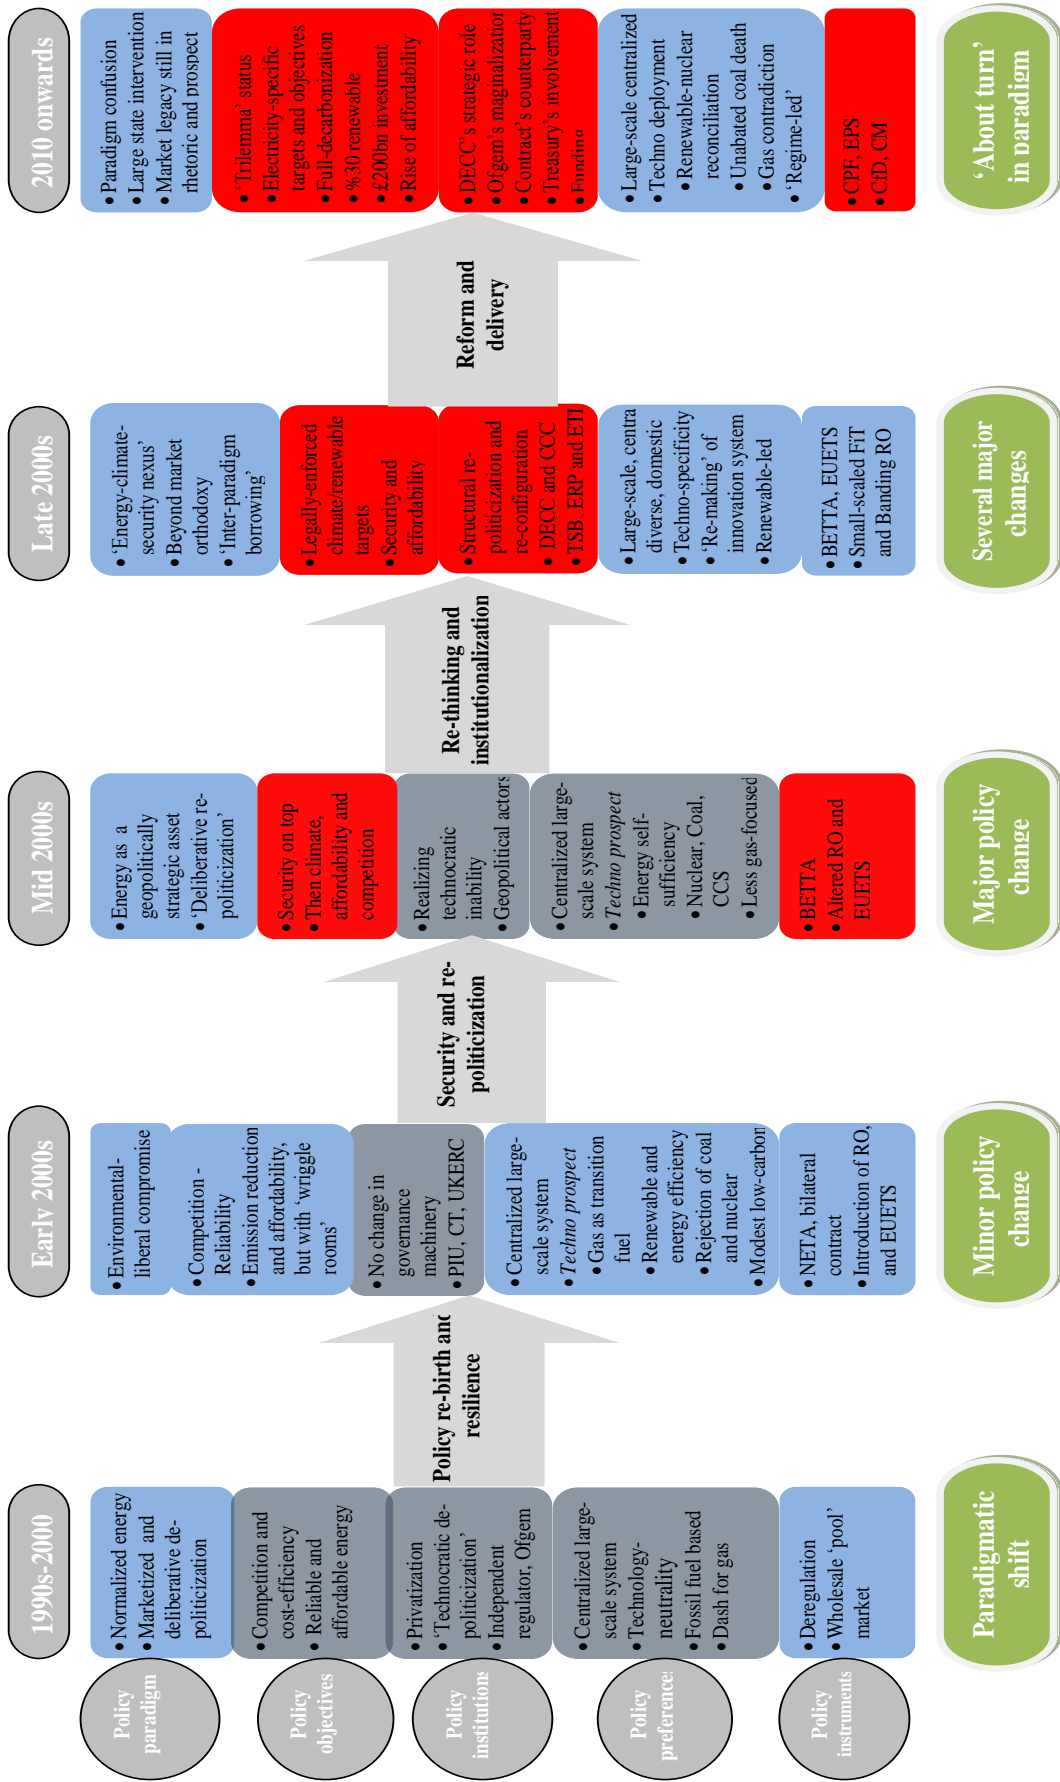 1990s-2000
Early 2000s
Mid 2000s
Late 2000s
2010 onwards
Policy
paradigm
• Normalized energy
• Marketized and
deliberative de-
politicization
• Environmental-
liberal compromise
• Energy as a
geopolitically
strategic asset
• 'Deliberative re-
politicization'
• 'Energy-climate-
security nexus'
• Beyond market
orthodoxy
• 'Inter-paradigm
borrowing'
• Paradigm confusion
• Large state intervention
• Market legacy still in
rhetoric and prospect
Policy
objectives
• Competition and
cost-efficiency
• Reliable and
affordable energy
• Competition -
Reliability
• Emission reduction
and affordability,
but with 'wriggle
rooms'
• Security on top
• Then climate,
affordability and
competition
• Legally-enforced
climate/renewable
targets
• Security and
affordability
• 'Trilemma' status
• Electricity-specific
targets and objectives
• Full-decarbonization
• %30 renewable
• £200bn investment
• Rise of affordability
Policy
institutions
• Privatization
• 'Technocratic de-
politicization'
• Independent
regulator, Ofgem
• No change in
governance
machinery
• PIU, CT, UKERC
• Realizing
technocratic
inability
• Geopolitical actors
• Structural re-
politicization and
re-configuration
• DECC and CCC
• TSB, ERP and ETI
• DECC's strategic role
• Ofgem's maginalization
• Contract's counterparty
• Treasury's involvement
• Funding
Policy
preferences
• Centralized large-
scale system
• Technology-
neutrality
• Fossil fuel based
• Dash for gas
• Centralized large-
scale system
• Techno prospect
• Gas as transition
fuel
• Renewable and
energy efficiency
• Rejection of coal
and nuclear
• Modest low-carbon
• Centralized large-
scale system
• Techno prospect
• Energy self-
sufficiency
• Nuclear, Coal,
CCS
• Less gas-focused
• Large-scale, centra
diverse, domestic
• Techno-specificity
• 'Re-making' of
innovation system
• Renewable-led
• Large-scale centralized
• Techno deployment
• Renewable-nuclear
reconciliation
• Unabated coal death
• Gas contradiction
• 'Regime-led'
Policy
instruments
• Deregulation
• Wholesale 'pool'
market
• NETA, bilateral
contract
• Introduction of RO,
and EUETS
• BETTA
• Altered RO and
EUETS
• BETTA, EUETS
• Small-scaled FiT
and Banding RO
• CPF, EPS
• CfD, CM
Policy re-birth and
resilience
Security and re-
politicization
Re-thinking and
institutionalization
Reform and
delivery
Paradigmatic
shift
Minor policy
change
Major policy
change
Several major
changes
'About turn'
in paradigm